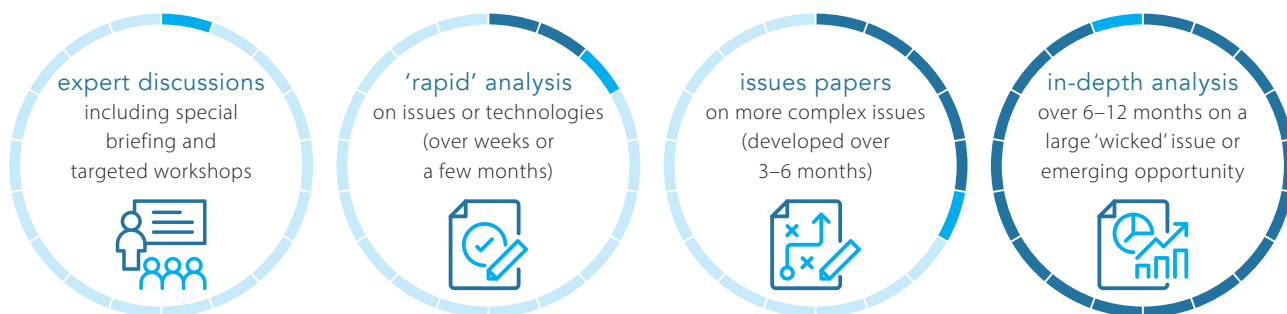 expert discussions
including special
briefing and
targeted workshops
‘rapid’ analysis
on issues or technologies
(over weeks or
a few months)
issues papers
on more complex issues
(developed over
3–6 months)
in-depth analysis
over 6–12 months on a
large ‘wicked’ issue or
emerging opportunity